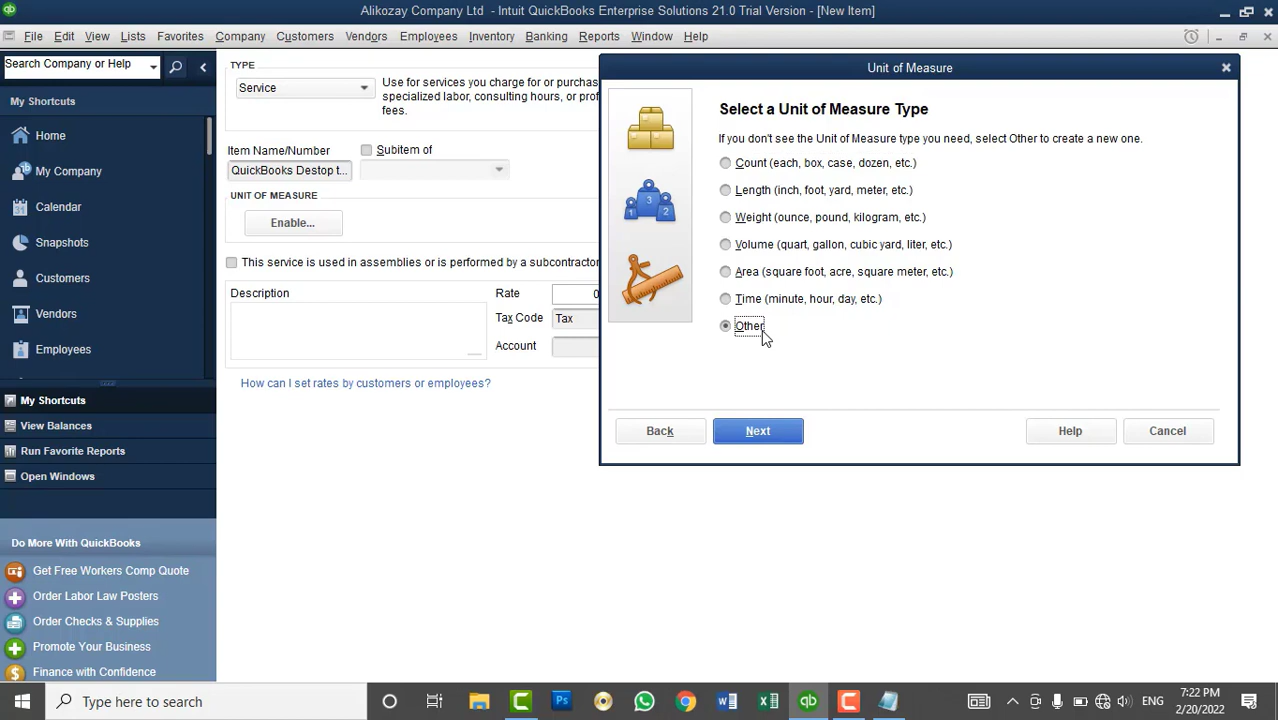 Alikozay Company Ltd - Intuit QuickBooks Enterprise Solutions 21.0 Trial Version - [New Item]
File Edit View Lists Favorites Company Customers Vendors Employees Inventory Banking Reports Window Help
Search Company or Help
My Shortcuts
Home
My Company
Calendar
Snapshots
Customers
Vendors
Employees
My Shortcuts
View Balances
Run Favorite Reports
Open Windows
Do More With QuickBooks
Get Free Workers Comp Quote
Order Labor Law Posters
Order Checks & Supplies
Promote Your Business
Finance with Confidence
TYPE
Service
Use for services you charge for or purchas
specialized labor, consulting hours, or prof
fees.
Item Name/Number
Subitem of
QuickBooks Destop t...
UNIT OF MEASURE
Enable...
This service is used in assemblies or is performed by a subcontractor
Description
Rate
0
Tax Code
Tax
Account
How can I set rates by customers or employees?
Unit of Measure
Select a Unit of Measure Type
If you don't see the Unit of Measure type you need, select Other to create a new one.
Count (each, box, case, dozen, etc.)
Length (inch, foot, yard, meter, etc.)
Weight (ounce, pound, kilogram, etc.)
Volume (quart, gallon, cubic yard, liter, etc.)
Area (square foot, acre, square meter, etc.)
Time (minute, hour, day, etc.)
Other
Back
Next
Help
Cancel
1 3 2
Type here to search
ENG
7:22 PM
2/20/2022